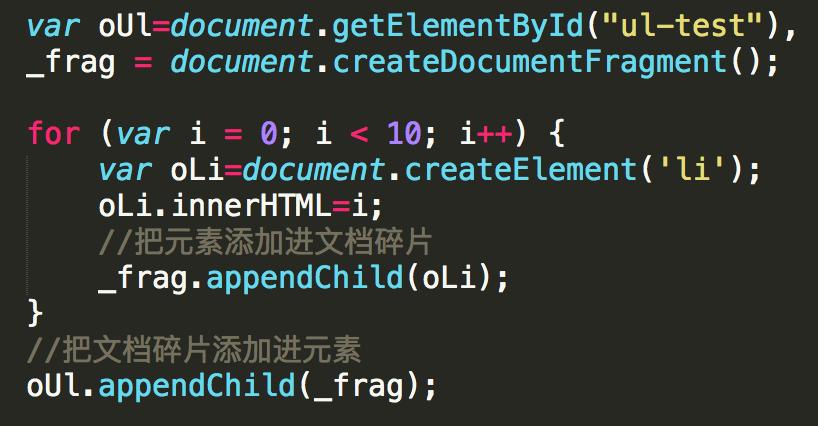 var oUl=document.getElementById("ul-test"),
_frag = document.createDocumentFragment();
for (var i = 0; i < 10; i++) {
var oLi=document.createElement('li');
oLi.innerHTML=i;
//把元素添加进文档碎片
_frag.appendChild(oLi);
}
//把文档碎片添加进元素
oUl.appendChild(_frag);